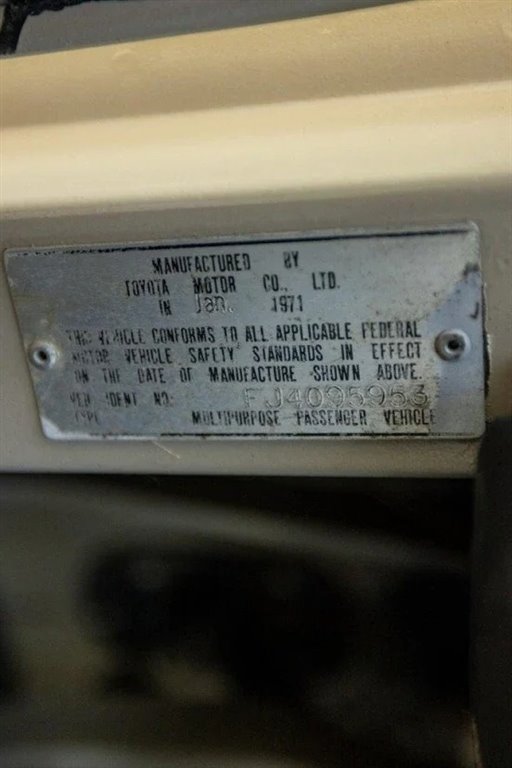 MANUFACTURED BY
TOYOTA MOTOR CO., LTD.
IN JAN. 1971
THIS VEHICLE CONFORMS TO ALL APPLICABLE FEDERAL
MOTOR VEHICLE SAFETY STANDARDS IN EFFECT
ON THE DATE OF MANUFACTURE SHOWN ABOVE.
VEH IDENT NO. FJ4095953
TYPE MULTIPURPOSE PASSENGER VEHICLE